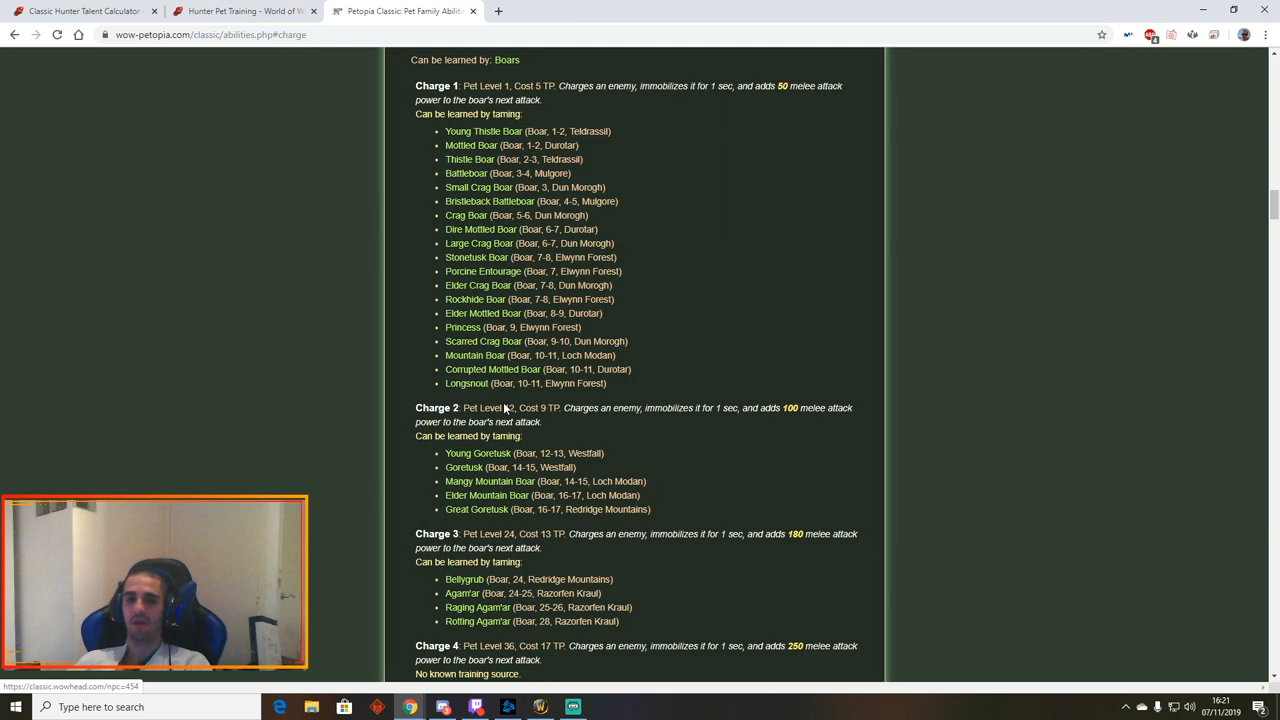 Classic Hunter Talent Calculator -
Hunter Pet Training - World of W
Petopia Classic: Pet Family Abiliti
wow-petopia.com/classic/abilities.php#charge
Can be learned by: Boars
Charge 1: Pet Level 1, Cost 5 TP. Charges an enemy, immobilizes it for 1 sec, and adds 50 melee attack
power to the boar's next attack.
Can be learned by taming:
• Young Thistle Boar (Boar, 1-2, Teldrassil)
• Mottled Boar (Boar, 1-2, Durotar)
• Thistle Boar (Boar, 2-3, Teldrassil)
• Battleboar (Boar, 3-4, Mulgore)
• Small Crag Boar (Boar, 3, Dun Morogh)
• Bristleback Battleboar (Boar, 4-5, Mulgore)
• Crag Boar (Boar, 5-6, Dun Morogh)
• Dire Mottled Boar (Boar, 6-7, Durotar)
• Large Crag Boar (Boar, 6-7, Dun Morogh)
• Stonetusk Boar (Boar, 7-8, Elwynn Forest)
• Porcine Entourage (Boar, 7, Elwynn Forest)
• Elder Crag Boar (Boar, 7-8, Dun Morogh)
• Rockhide Boar (Boar, 7-8, Elwynn Forest)
• Elder Mottled Boar (Boar, 8-9, Durotar)
• Princess (Boar, 9, Elwynn Forest)
• Scarred Crag Boar (Boar, 9-10, Dun Morogh)
• Mountain Boar (Boar, 10-11, Loch Modan)
• Corrupted Mottled Boar (Boar, 10-11, Durotar)
• Longsnout (Boar, 10-11, Elwynn Forest)
Charge 2: Pet Level 2, Cost 9 TP. Charges an enemy, immobilizes it for 1 sec, and adds 100 melee attack
power to the boar's next attack.
Can be learned by taming:
• Young Goretusk (Boar, 12-13, Westfall)
• Goretusk (Boar, 14-15, Westfall)
• Mangy Mountain Boar (Boar, 14-15, Loch Modan)
• Elder Mountain Boar (Boar, 16-17, Loch Modan)
• Great Goretusk (Boar, 16-17, Redridge Mountains)
Charge 3: Pet Level 24, Cost 13 TP. Charges an enemy, immobilizes it for 1 sec, and adds 180 melee attack
power to the boar's next attack.
Can be learned by taming:
• Bellygrub (Boar, 24, Redridge Mountains)
• Agam'ar (Boar, 24-25, Razorfen Kraul)
• Raging Agam'ar (Boar, 25-26, Razorfen Kraul)
• Rotting Agam'ar (Boar, 28, Razorfen Kraul)
Charge 4: Pet Level 36, Cost 17 TP. Charges an enemy, immobilizes it for 1 sec, and adds 250 melee attack
power to the boar's next attack.
No known training source.
https://classic.wowhead.com/npc=454
Type here to search
16:21
07/11/2019